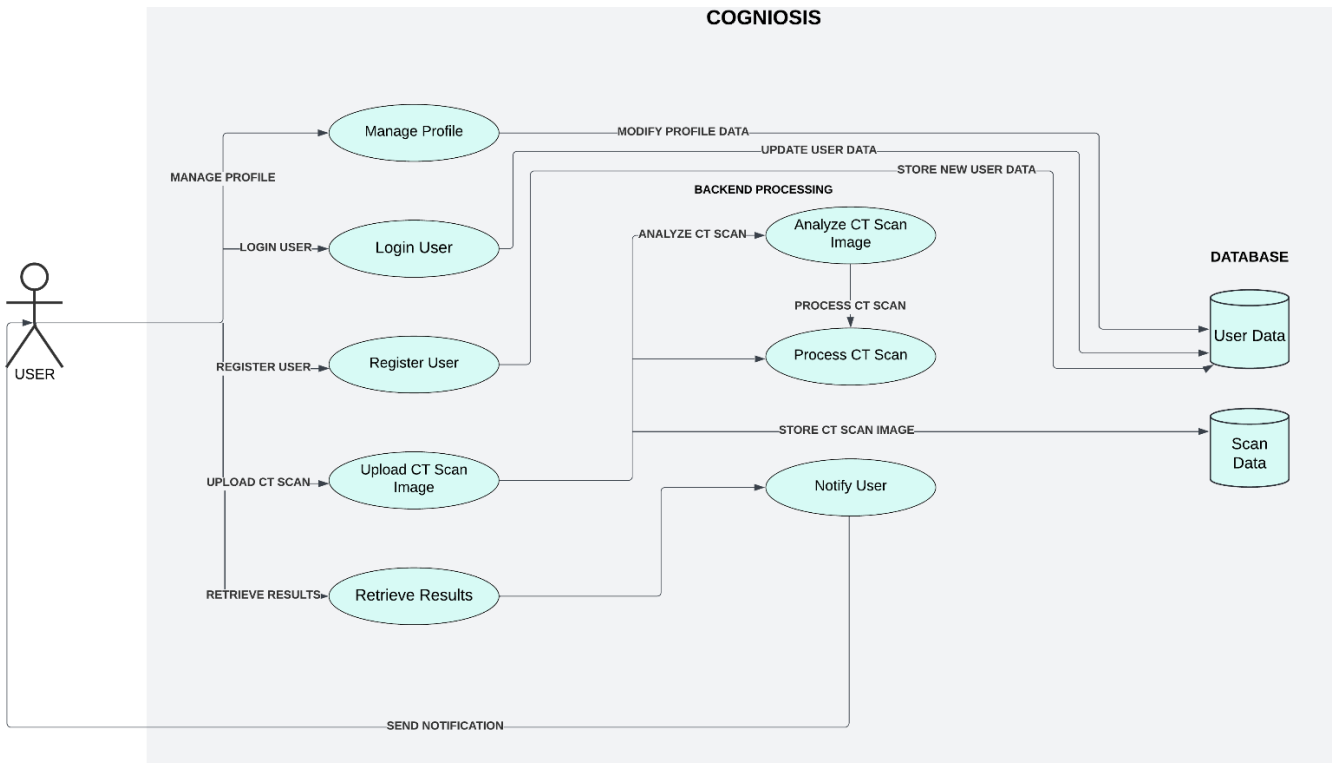 COGNIOSIS
Manage Profile
MODIFY PROFILE DATA
UPDATE USER DATA
STORE NEW USER DATA
MANAGE PROFILE
BACKEND PROCESSING
Analyze CT Scan
Image
ANALYZE CT SCAN
LOGIN USER
Login User
DATABASE
PROCESS CT SCAN
User Data
Process CT Scan
REGISTER USER
Register User
USER
STORE CT SCAN IMAGE
Scan
Data
UPLOAD CT SCAN
Upload CT Scan
Image
Notify User
RETRIEVE RESULTS
Retrieve Results
SEND NOTIFICATION